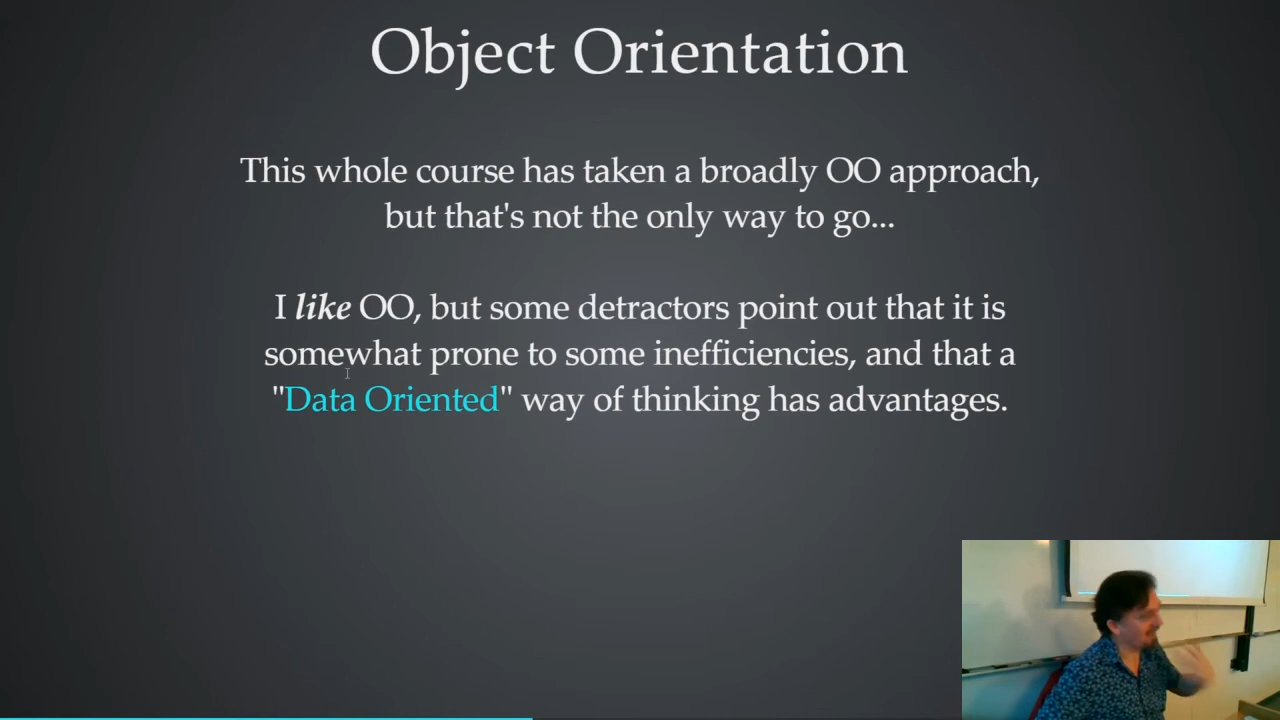 Object Orientation
This whole course has taken a broadly OO approach,
but that's not the only way to go...
I like OO, but some detractors point out that it is
somewhat prone to some inefficiencies, and that a
"Data Oriented" way of thinking has advantages.